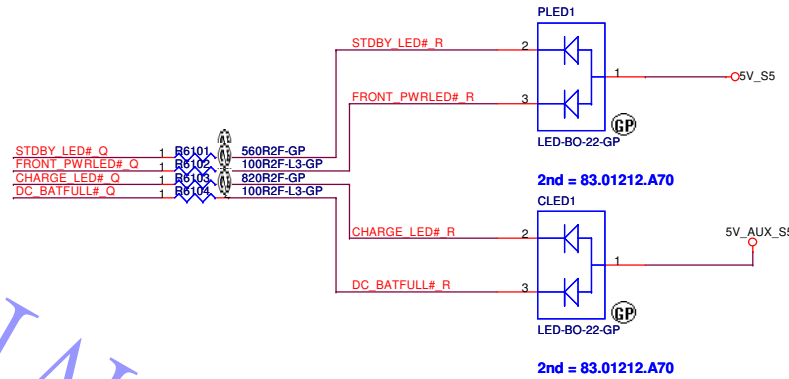 PLED1
STDBY_LED#_R
2
1
5V_S5
FRONT_PWRLED#_R
3
GP
LED-BO-22-GP
STDBY_LED#_Q
1
R6101
560R2F-GP
FRONT_PWRLED#_Q
1
R6102
100R2F-L3-GP
CHARGE_LED#_Q
1
R6103
820R2F-GP
DC_BATFULL#_Q
1
R6104
100R2F-L3-GP
2nd = 83.01212.A70
CLED1
CHARGE_LED#_R
2
1
5V_AUX_S5
DC_BATFULL#_R
3
GP
LED-BO-22-GP
2nd = 83.01212.A70